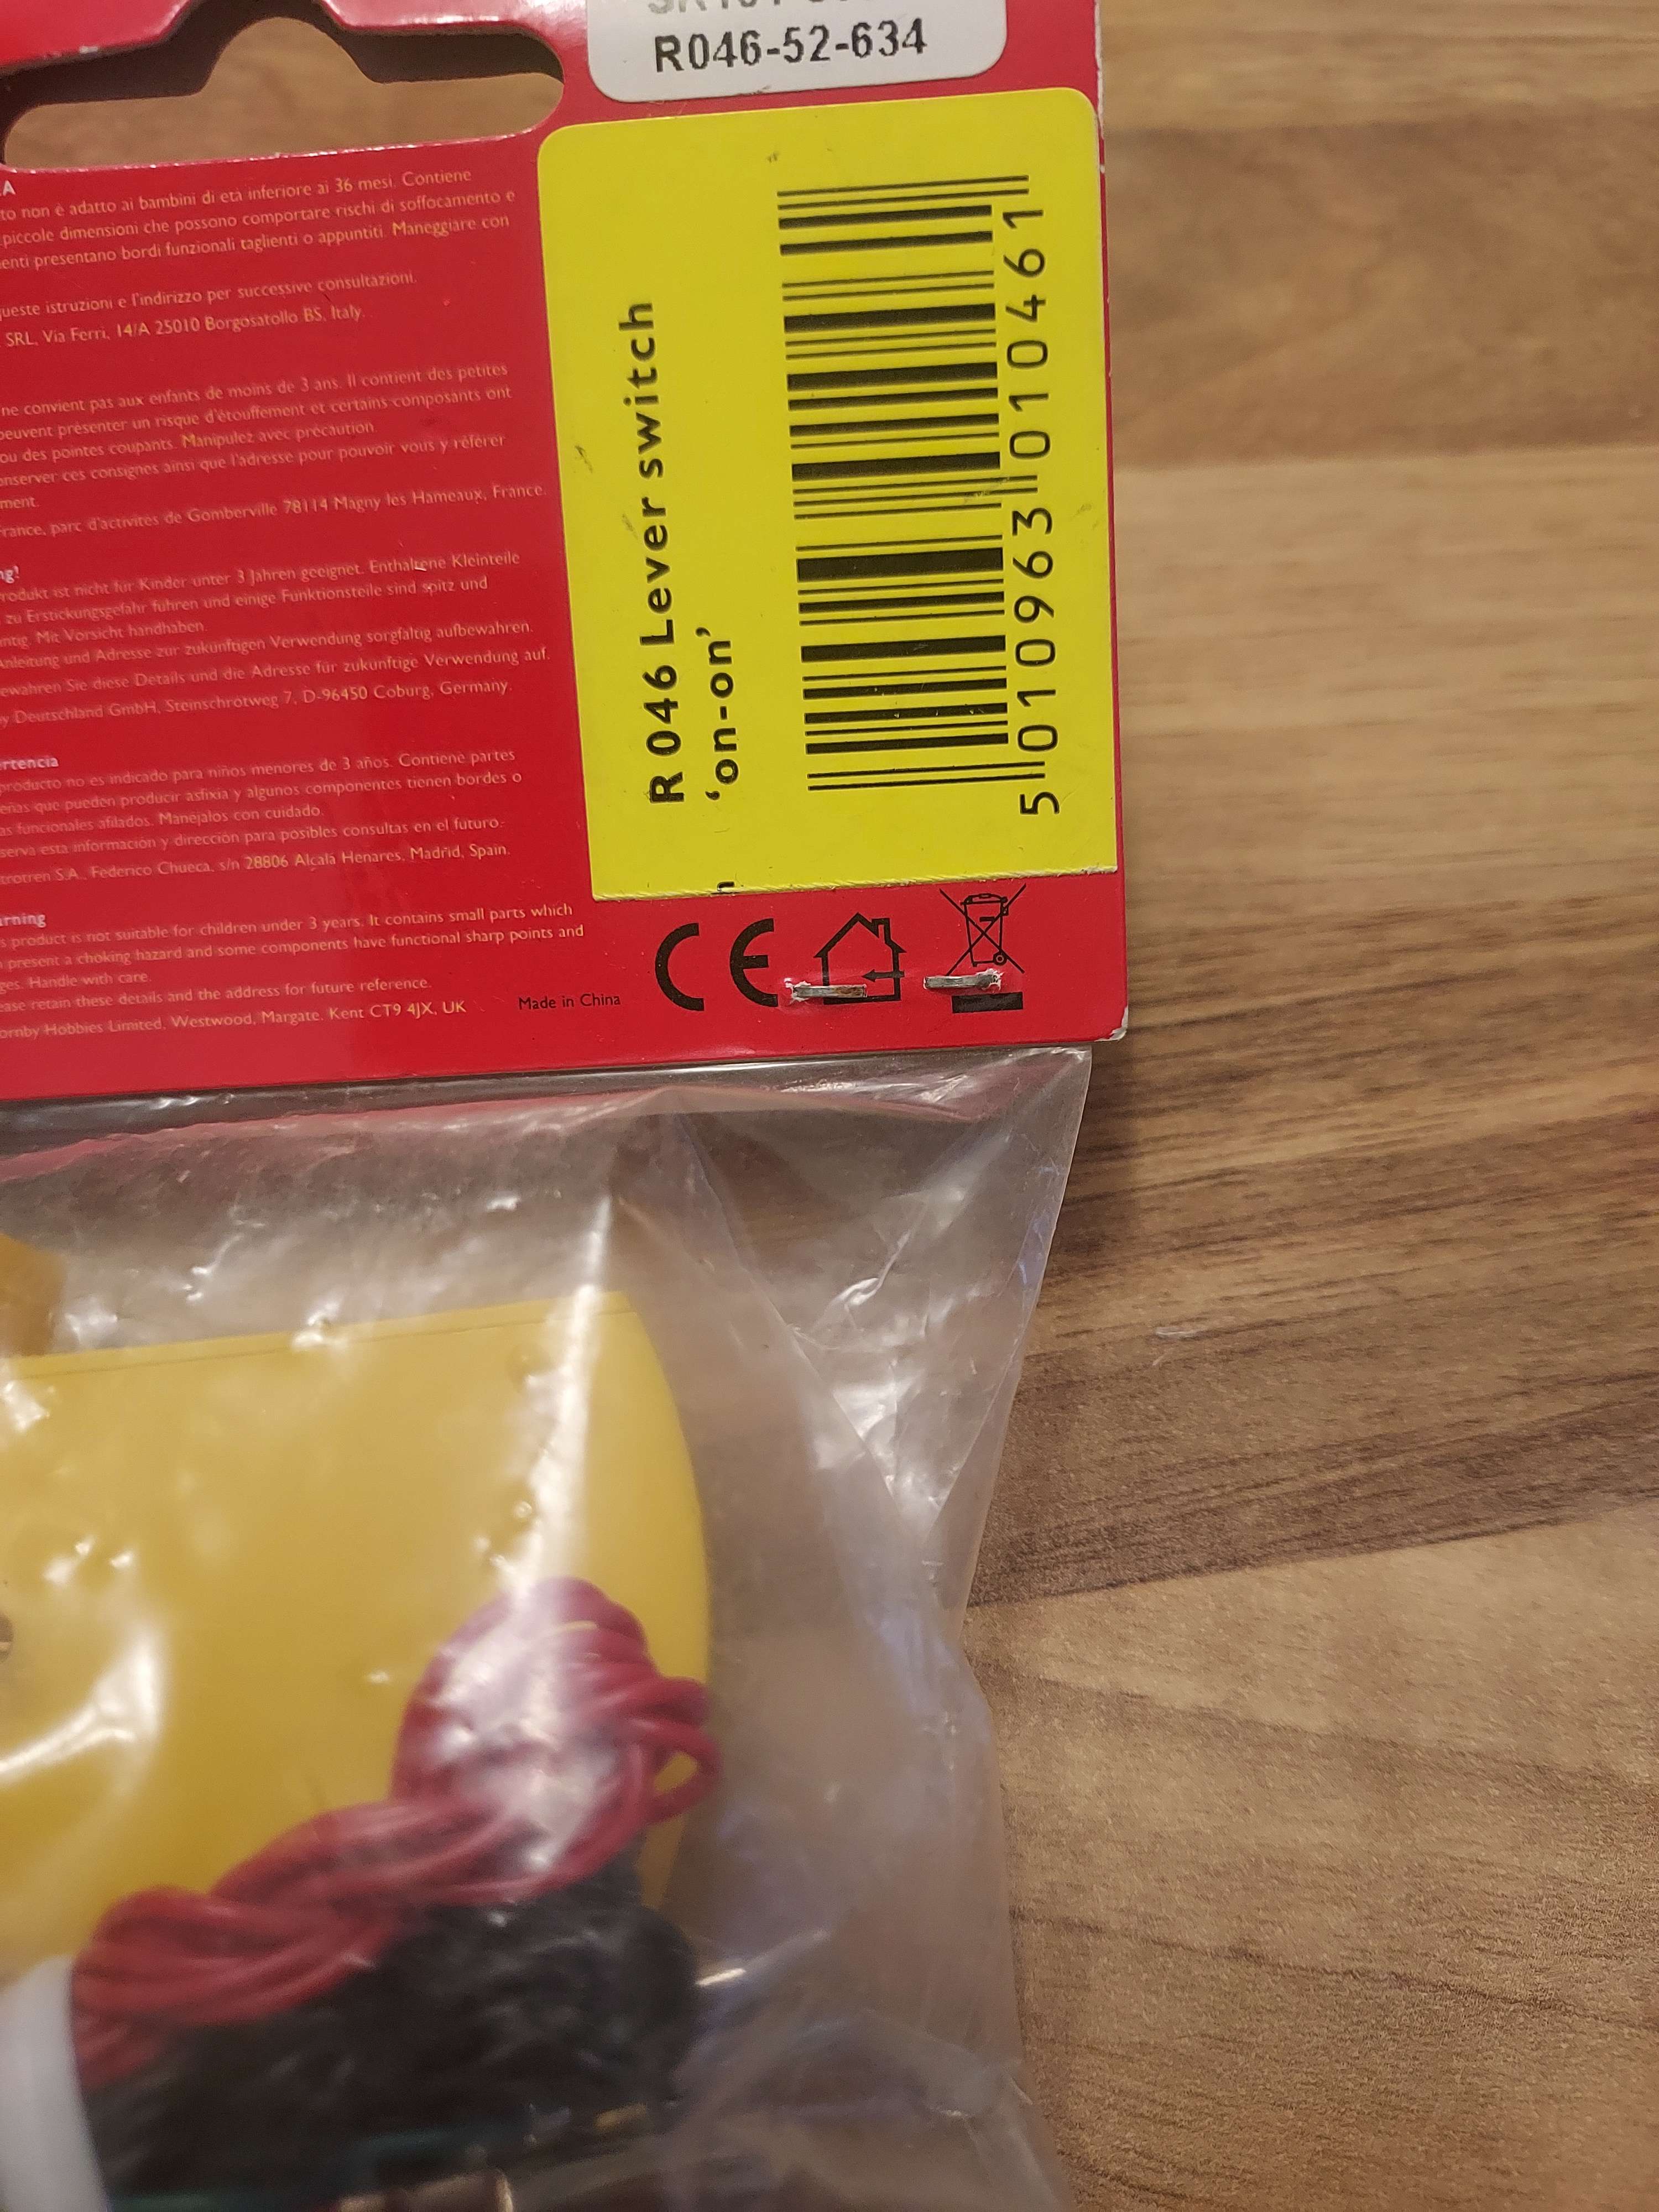 R046-52-634
A
to non è adatto ai bambini di età inferiore ai 36 mesi. Contiene
piccole dimensioni che possono comportare rischi di soffocamento e
enti presentano bordi funzionali taglienti o appuntiti. Maneggiare con
ueste istruzioni e l'indirizzo per successive consultazioni.
SRL, Via Ferri, 14/A 25010 Borgosatollo BS, Italy.
ne convient pas aux enfants de moins de 3 ans. Il contient des petites
peuvent présenter un risque d'étouffement et certains composants ont
ou des pointes coupants. Manipulez avec précaution.
onserver ces consignes ainsi que l'adresse pour pouvoir vous y référer
ment.
rance, parc d'activites de Gomberville 78114 Magny les Hameaux, France.
ng!
rodukt ist nicht für Kinder unter 3 Jahren geeignet. Enthaltene Kleinteile
zu Erstickungsgefahr führen und einige Funktionsteile sind spitz und
ntig. Mit Vorsicht handhaben.
Anleitung und Adresse zur zukünftigen Verwendung sorgfältig aufbewahren.
ewahren Sie diese Details und die Adresse für zukünftige Verwendung auf.
y Deutschland GmbH, Steinschrotweg 7, D-96450 Coburg, Germany.
rtencia
producto no es indicado para niños menores de 3 años. Contiene partes
eñas que pueden producir asfixia y algunos componentes tienen bordes o
as funcionales afilados. Manéjalos con cuidado.
serva esta información y dirección para posibles consultas en el futuro.
trotren S.A., Federico Chueca, s/n 28806 Alcalá Henares, Madrid, Spain.
rning
s product is not suitable for children under 3 years. It contains small parts which
present a choking hazard and some components have functional sharp points and
ges. Handle with care.
ease retain these details and the address for future reference.
ornby Hobbies Limited, Westwood, Margate. Kent CT9 4JX, UK
Made in China
CE
R 046 Lever switch
‘on-on’
5 010963 010461